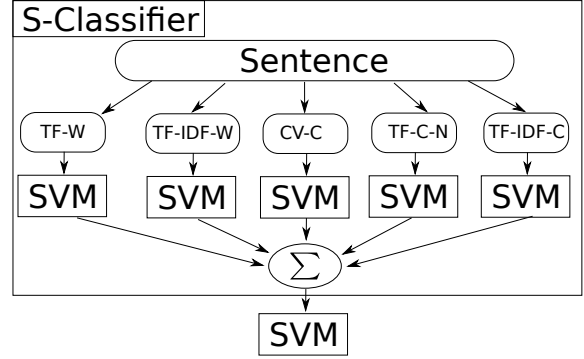 S-Classifier
Sentence
TF-W TF-IDF-W CV-C TF-C-N TF-IDF-C
SVM SVM SVM SVM SVM
Σ
SVM